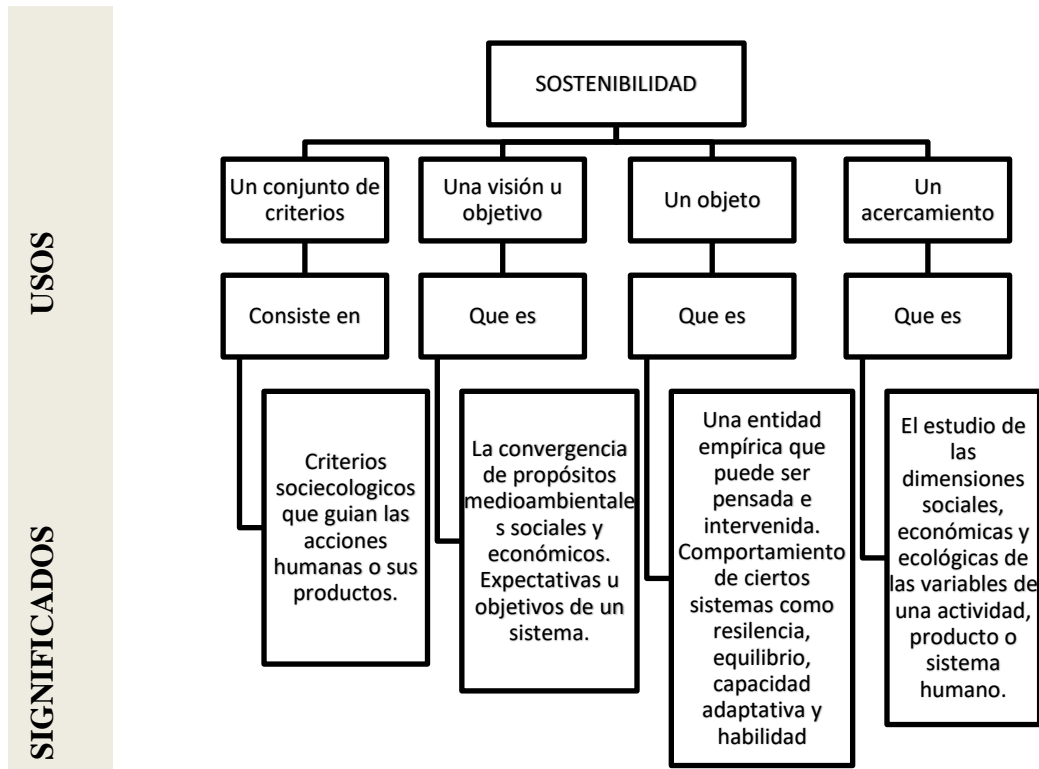 SOSTENIBILIDAD
USOS
Un conjunto de
criterios
Una visión u
objetivo
Un objeto
Un
acercamiento
Consiste en
Que es
Que es
Que es
SIGNIFICADOS
Criterios
sociecologicos
que guian las
acciones
humanas o sus
productos.
La convergencia
de propósitos
medioambientale
s sociales y
económicos.
Expectativas u
objetivos de un
sistema.
Una entidad
empírica que
puede ser
pensada e
intervenida.
Comportamiento
de ciertos
sistemas como
resilencia,
equilibrio,
capacidad
adaptativa y
habilidad
El estudio de
las
dimensiones
sociales,
económicas y
ecológicas de
las variables de
una actividad,
producto o
sistema
humano.